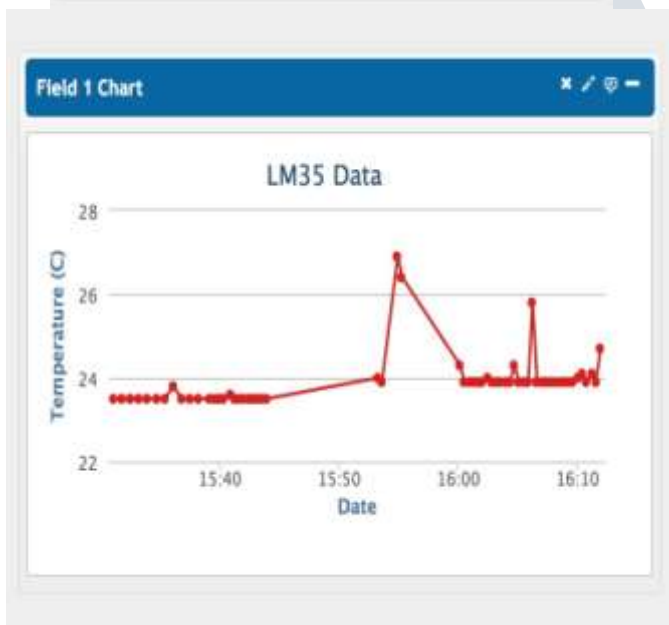 Field 1 Chart
LM35 Data
Temperature (C)
28
26
24
22
15:40 15:50 16:00 16:10
Date